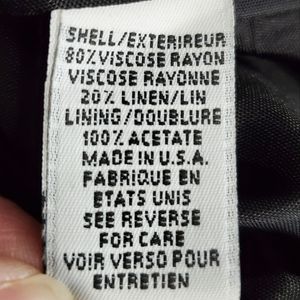 SHELL/EXTERIREUR
80%VISCOSE RAYON
VISCOSE RAYONNE
20% LINEN/LIN
LINING/DOUBLURE
100% ACETATE
MADE IN U.S.A.
FABRIQUE EN
ETATS UNIS
SEE REVERSE
FOR CARE
VOIR VERSO POUR
ENTRETIEN